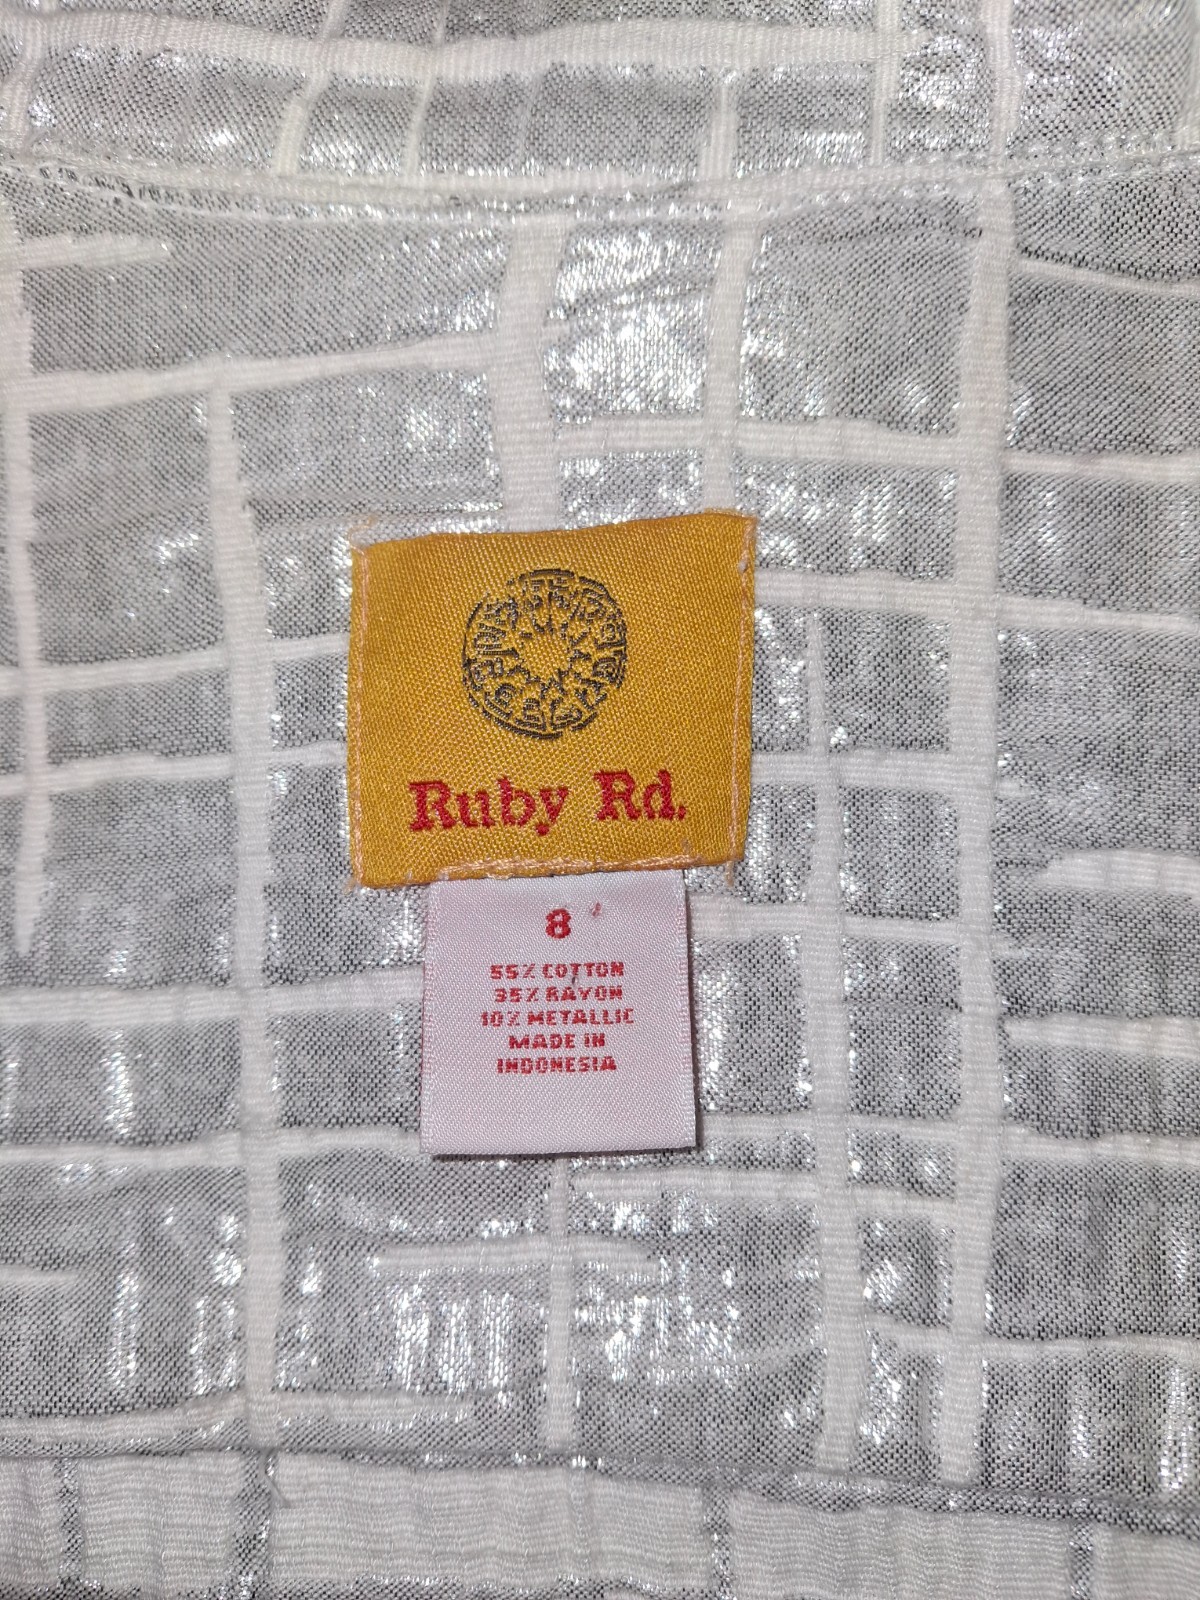 Ruby Rd.
8
55% COTTON
35% RAYON
10% METALLIC
MADE IN
INDONESIA